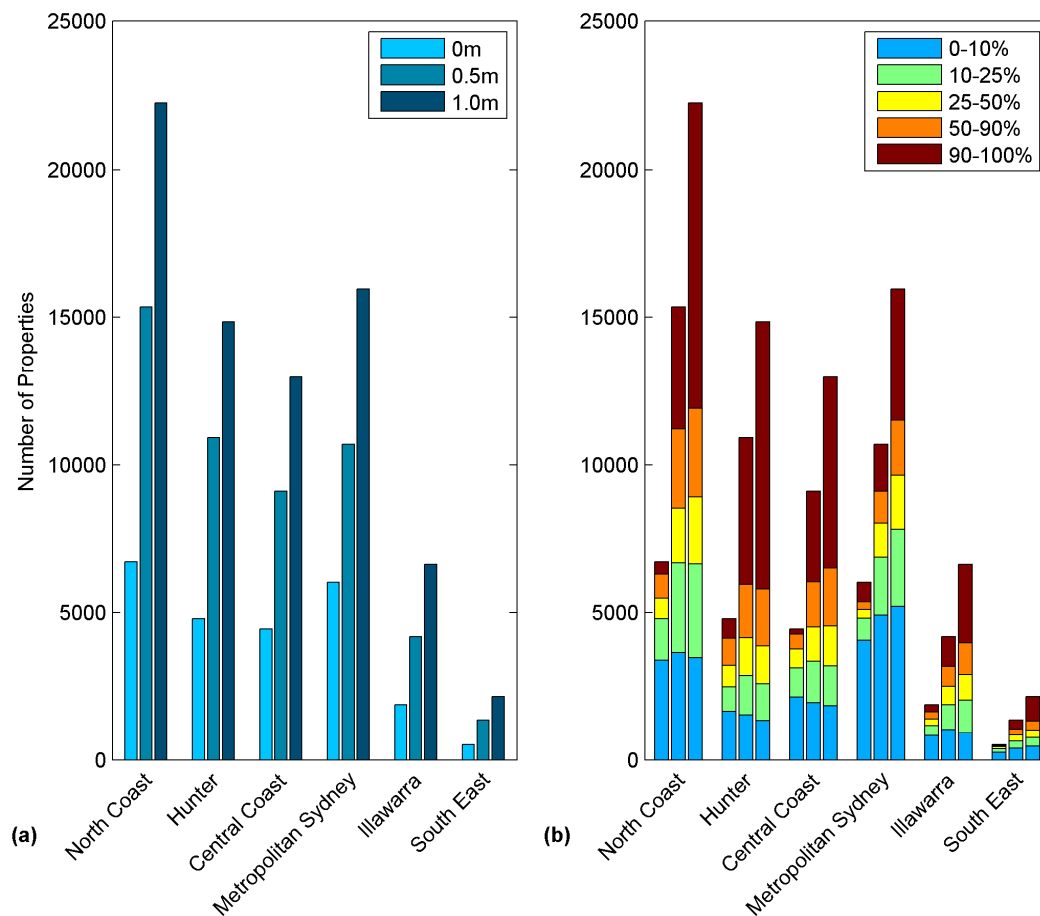 25000
20000
15000
10000
5000
0
Number of Properties
0m
0.5m
1.0m
North Coast
Hunter
Central Coast
Metropolitan Sydney
Illawarra
South East
(a)
25000
20000
15000
10000
5000
0
0-10%
10-25%
25-50%
50-90%
90-100%
North Coast
Hunter
Central Coast
Metropolitan Sydney
Illawarra
South East
(b)